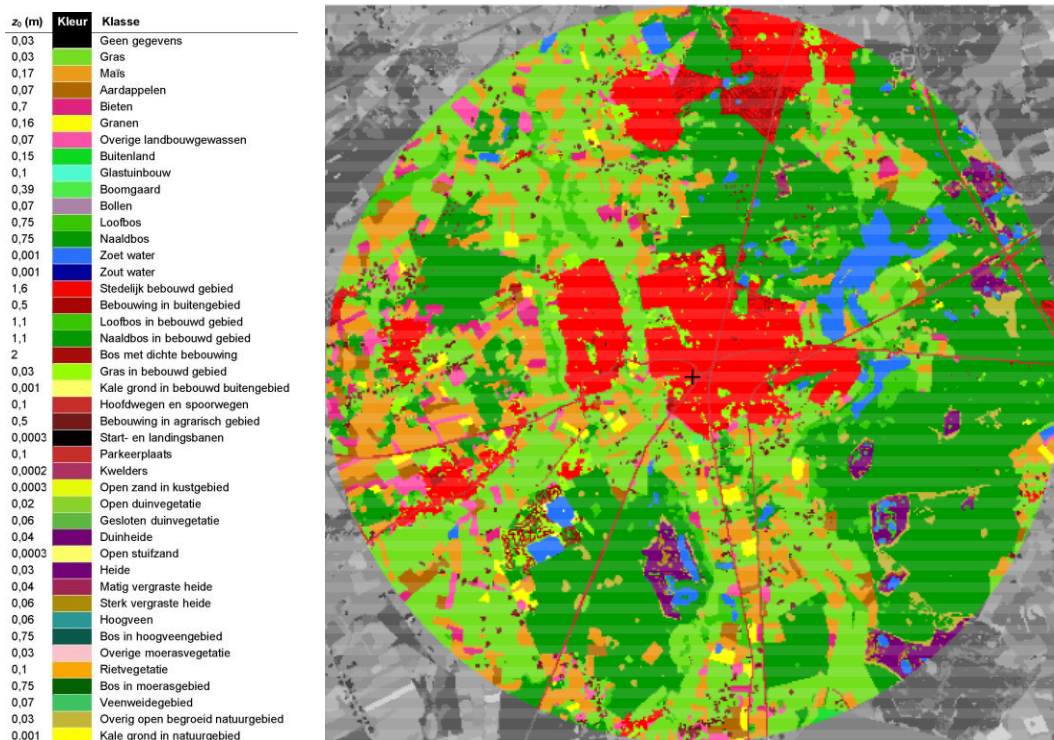 z₀ (m) Kleur Klasse
0,03 Geen gegevens
0,03 Gras
0,17 Maïs
0,07 Aardappelen
0,7 Bieten
0,16 Granen
0,07 Overige landbouwgewassen
0,15 Buitenland
0,1 Glastuinbouw
0,39 Boomgaard
0,07 Bollen
0,75 Loofbos
0,75 Naaldbos
0,001 Zoet water
0,001 Zout water
1,6 Stedelijk bebouwd gebied
0,5 Bebouwing in buitengebied
1,1 Loofbos in bebouwd gebied
1,1 Naaldbos in bebouwd gebied
2 Bos met dichte bebouwing
0,03 Gras in bebouwd gebied
0,001 Kale grond in bebouwd buitengebied
0,1 Hoofdwegen en spoorwegen
0,5 Bebouwing in agrarisch gebied
0,0003 Start- en landingsbanen
0,1 Parkeerplaats
0,0002 Kwelders
0,0003 Open zand in kustgebied
0,02 Open duinvegetatie
0,06 Gesloten duinvegetatie
0,04 Duinheide
0,0003 Open stuifzand
0,03 Heide
0,04 Matig vergraste heide
0,06 Sterk vergraste heide
0,06 Hoogveen
0,75 Bos in hoogveengebied
0,03 Overige moerasvegetatie
0,1 Rietvegetatie
0,75 Bos in moerasgebied
0,07 Veenweidegebied
0,03 Overig open begroeid natuurgebied
0,001 Kale grond in natuurgebied